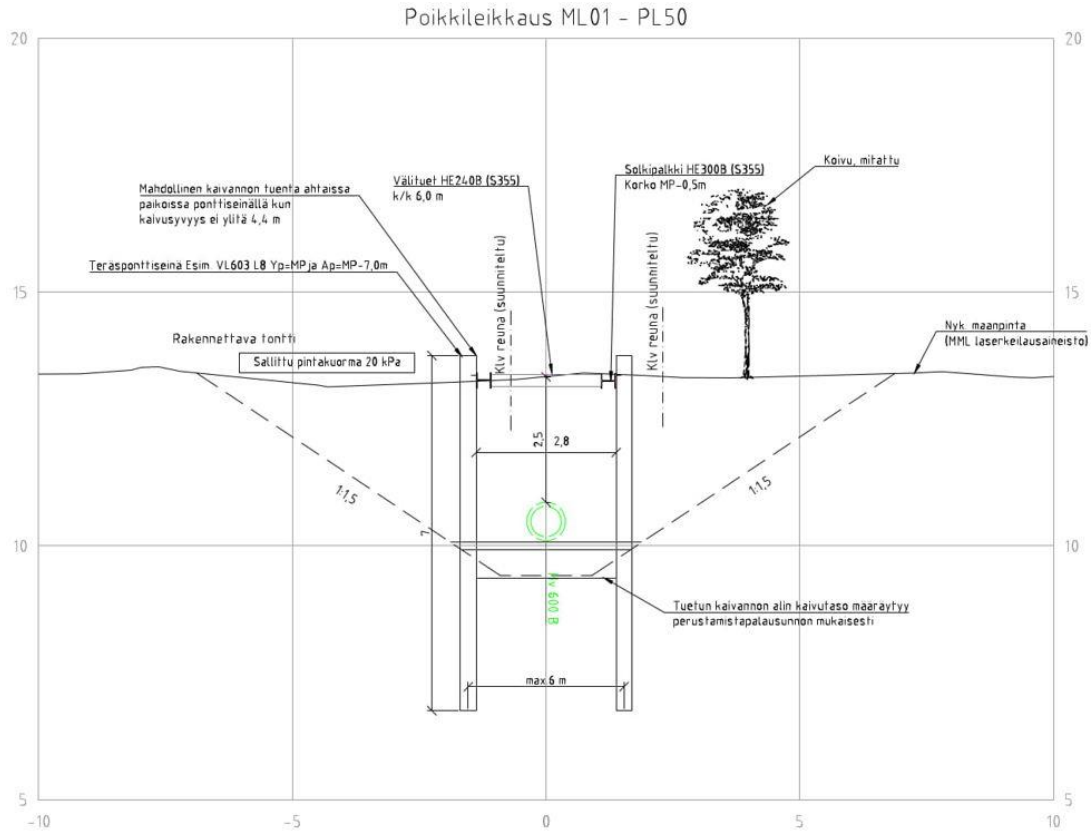 Poikkileikkaus ML01 - PL50
20
20
Koivu, mitattu
Solkipalkki HE300B (S355)
Korko MP-0,5m
Välituet HE240B (S355)
k/k 6,0 m
Mahdollinen kaivannon tuenta ahtaissa
paikoissa ponttiseinällä kun
kaivusyvyys ei ylitä 4,4 m
Klv reuna (suunniteltu)
Klv reuna (suunniteltu)
Teräsponttiseinä Esim. VL603 L8 Yp=MP ja Ap=MP-7,0m
15
15
Rakennettava tontti
Nyk. maanpinta
(MML laserkeilausaineisto)
Sallittu pintakuorma 20 kPa
2,5
2,8
1:1,5
1:1,5
7
10
10
Hv 600 B
Tuetun kaivannon alin kaivutaso määräytyy
perustamistapalausunnon mukaisesti
max 6 m
5
5
-10
-5
0
5
10